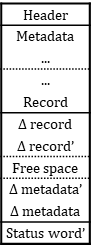 Header
Metadata
...
...
Record
Δ record
Δ record'
Free space
Δ metadata'
Δ metadata
Status word'